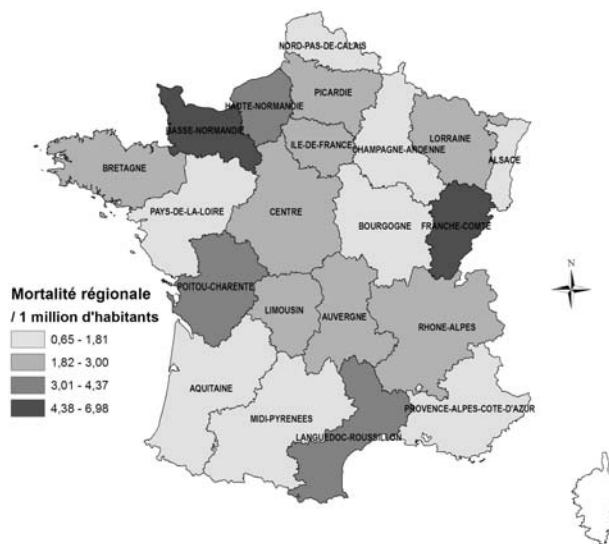 NORD-PAS-DE-CALAIS
PICARDIE
HAUTE-NORMANDIE
BASSE-NORMANDIE
ILE-DE-FRANCE
CHAMPAGNE-ARDENNE
LORRAINE
ALSACE
BRETAGNE
PAYS-DE-LA-LOIRE
CENTRE
BOURGOGNE
FRANCHE-COMTÉ
N
POITOU-CHARENTE
LIMOUSIN
AUVERGNE
RHONE-ALPES
Mortalité régionale
/ 1 million d'habitants
0,65 - 1,81
1,82 - 3,00
3,01 - 4,37
4,38 - 6,98
AQUITAINE
MIDI-PYRENEES
LANGUEDOC-ROUSSILLON
PROVENCE-ALPES-COTE-D'AZUR